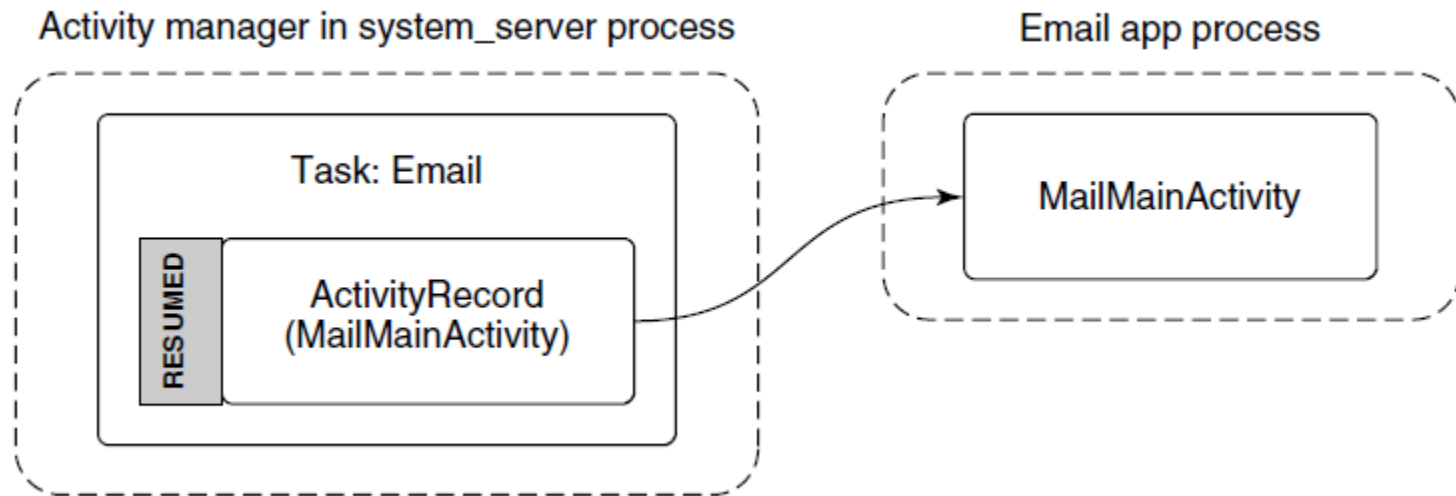 Activity manager in system_server process
Email app process
Task: Email
MailMainActivity
RESUMED
ActivityRecord
(MailMainActivity)